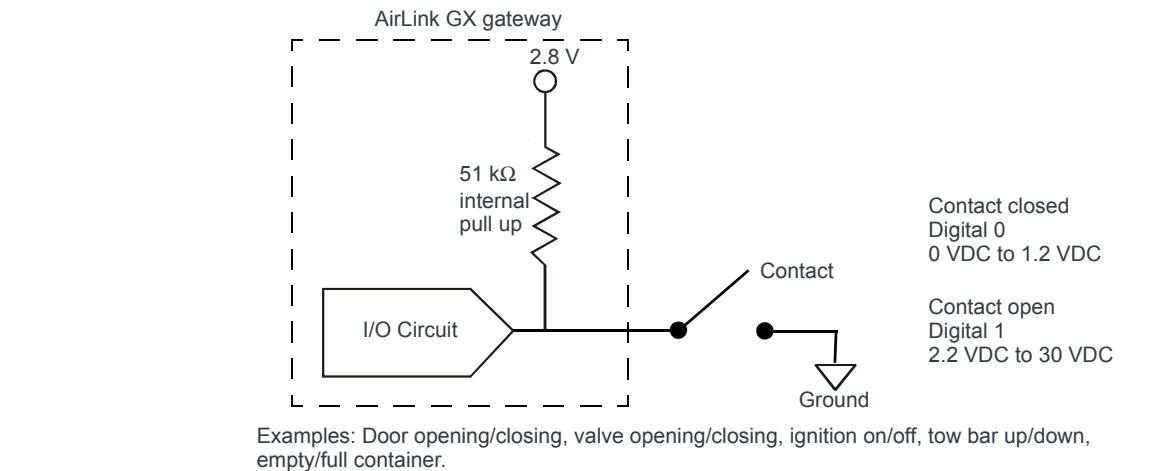 AirLink GX gateway
2.8 V
51 kΩ
internal
pull up
Contact closed
Digital 0
0 VDC to 1.2 VDC
Contact
Contact open
Digital 1
2.2 VDC to 30 VDC
I/O Circuit
Ground
Examples: Door opening/closing, valve opening/closing, ignition on/off, tow bar up/down,
empty/full container.